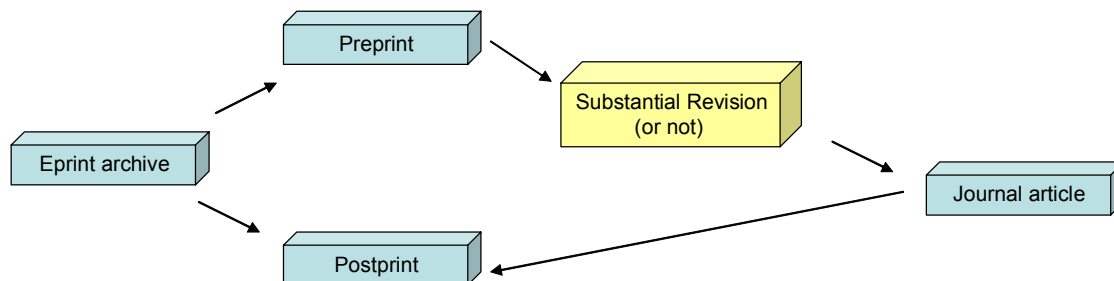 Preprint
Substantial Revision
(or not)
Eprint archive
Journal article
Postprint